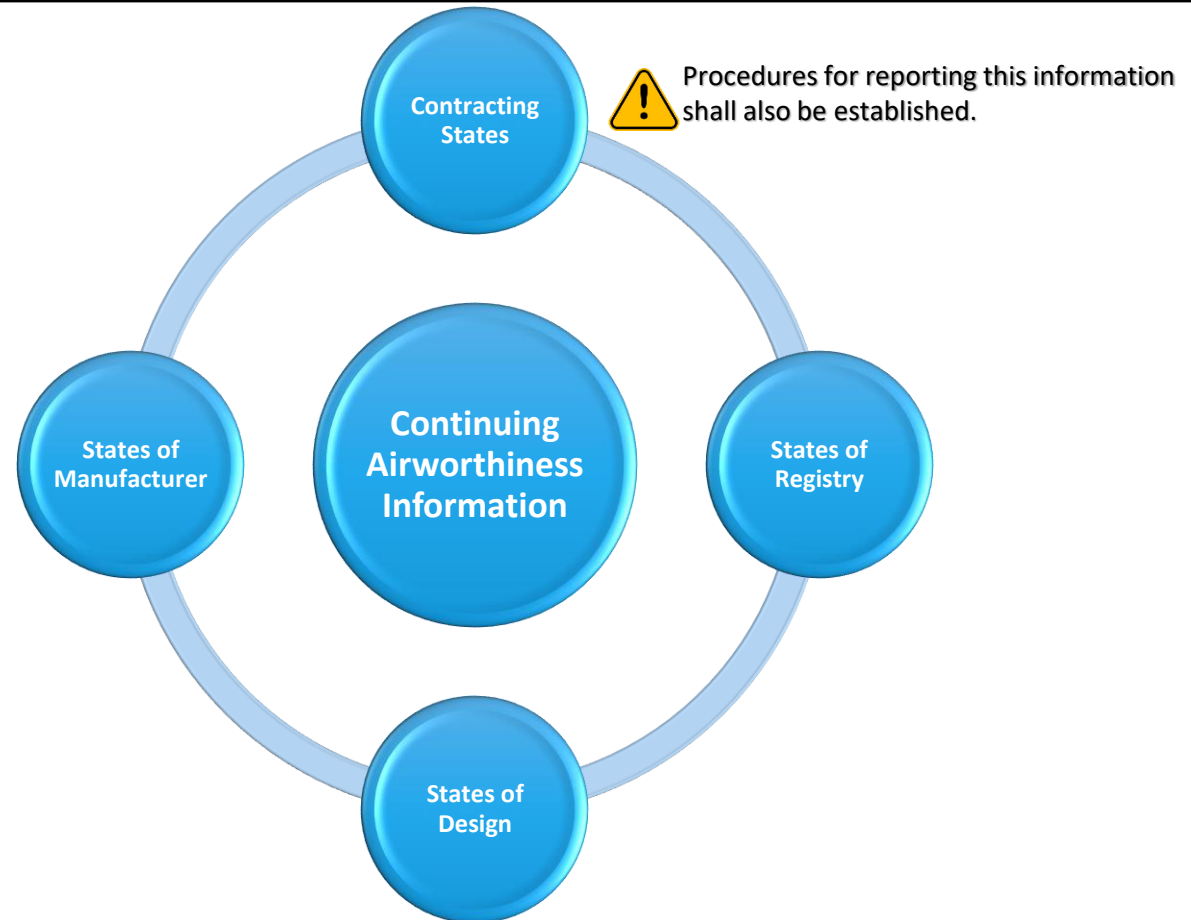 Contracting
States
Procedures for reporting this information
shall also be established.
Continuing
Airworthiness
Information
States of
Manufacturer
States of
Registry
States of
Design